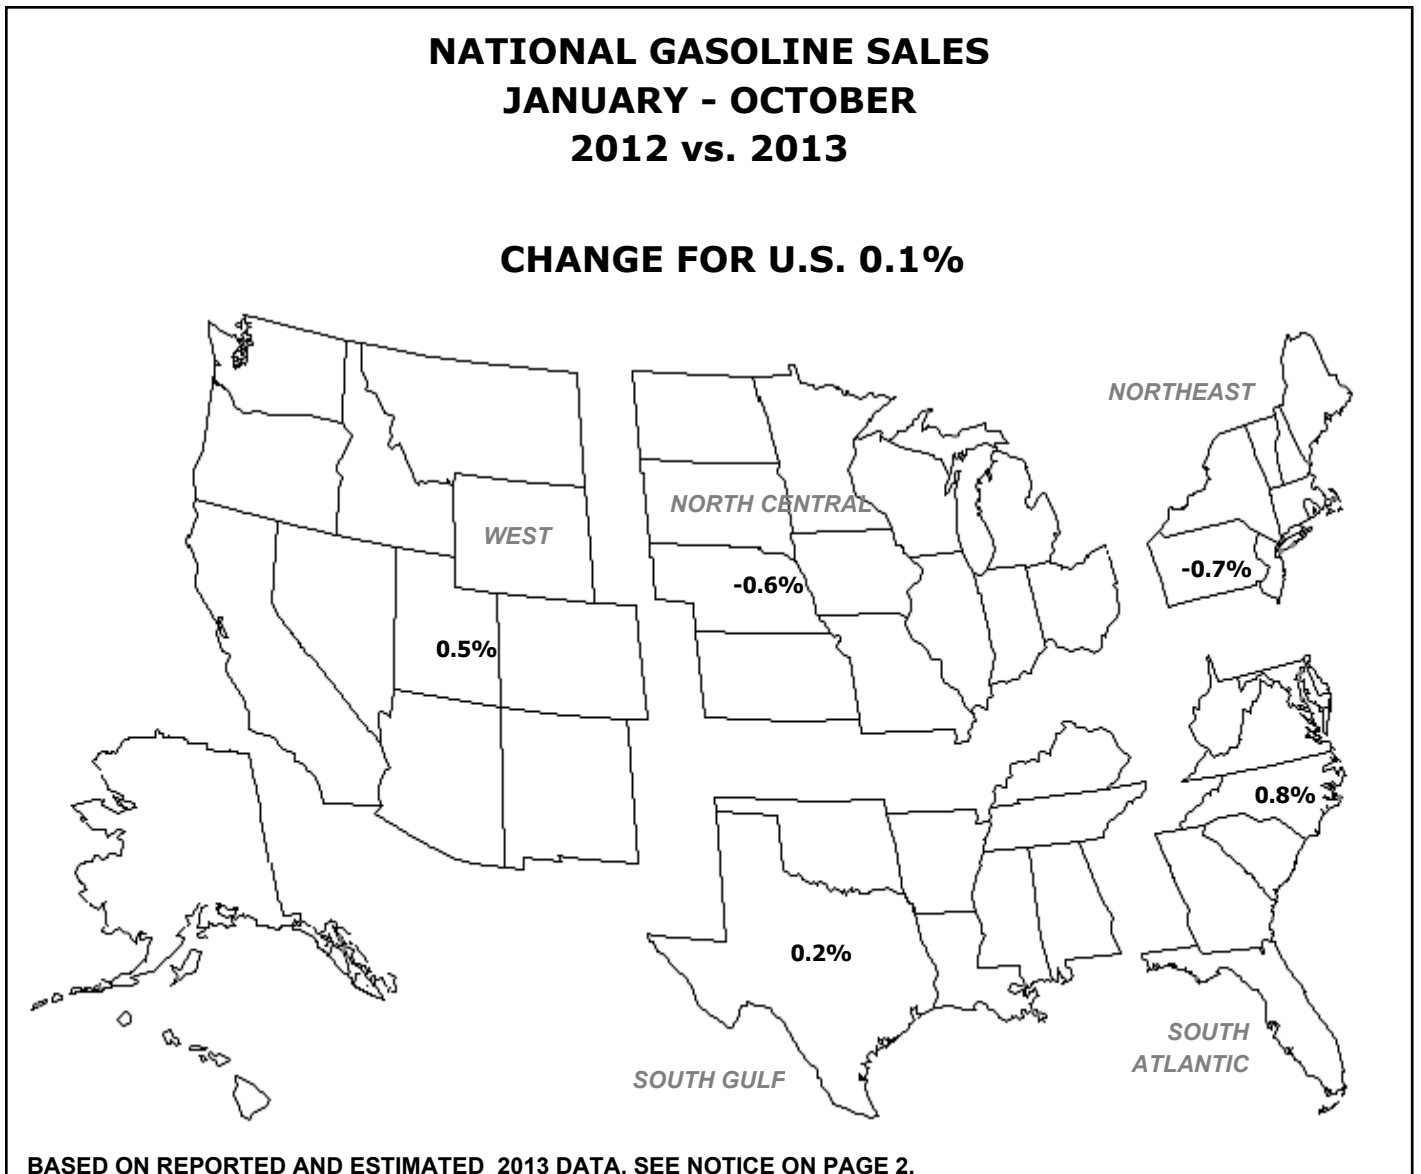 NATIONAL GASOLINE SALES
JANUARY - OCTOBER
2012 vs. 2013
CHANGE FOR U.S. 0.1%
NORTHEAST
NORTH CENTRAL
WEST
-0.7%
-0.6%
0.5%
0.8%
0.2%
SOUTH
ATLANTIC
SOUTH GULF
BASED ON REPORTED AND ESTIMATED  2013 DATA. SEE NOTICE ON PAGE 2.